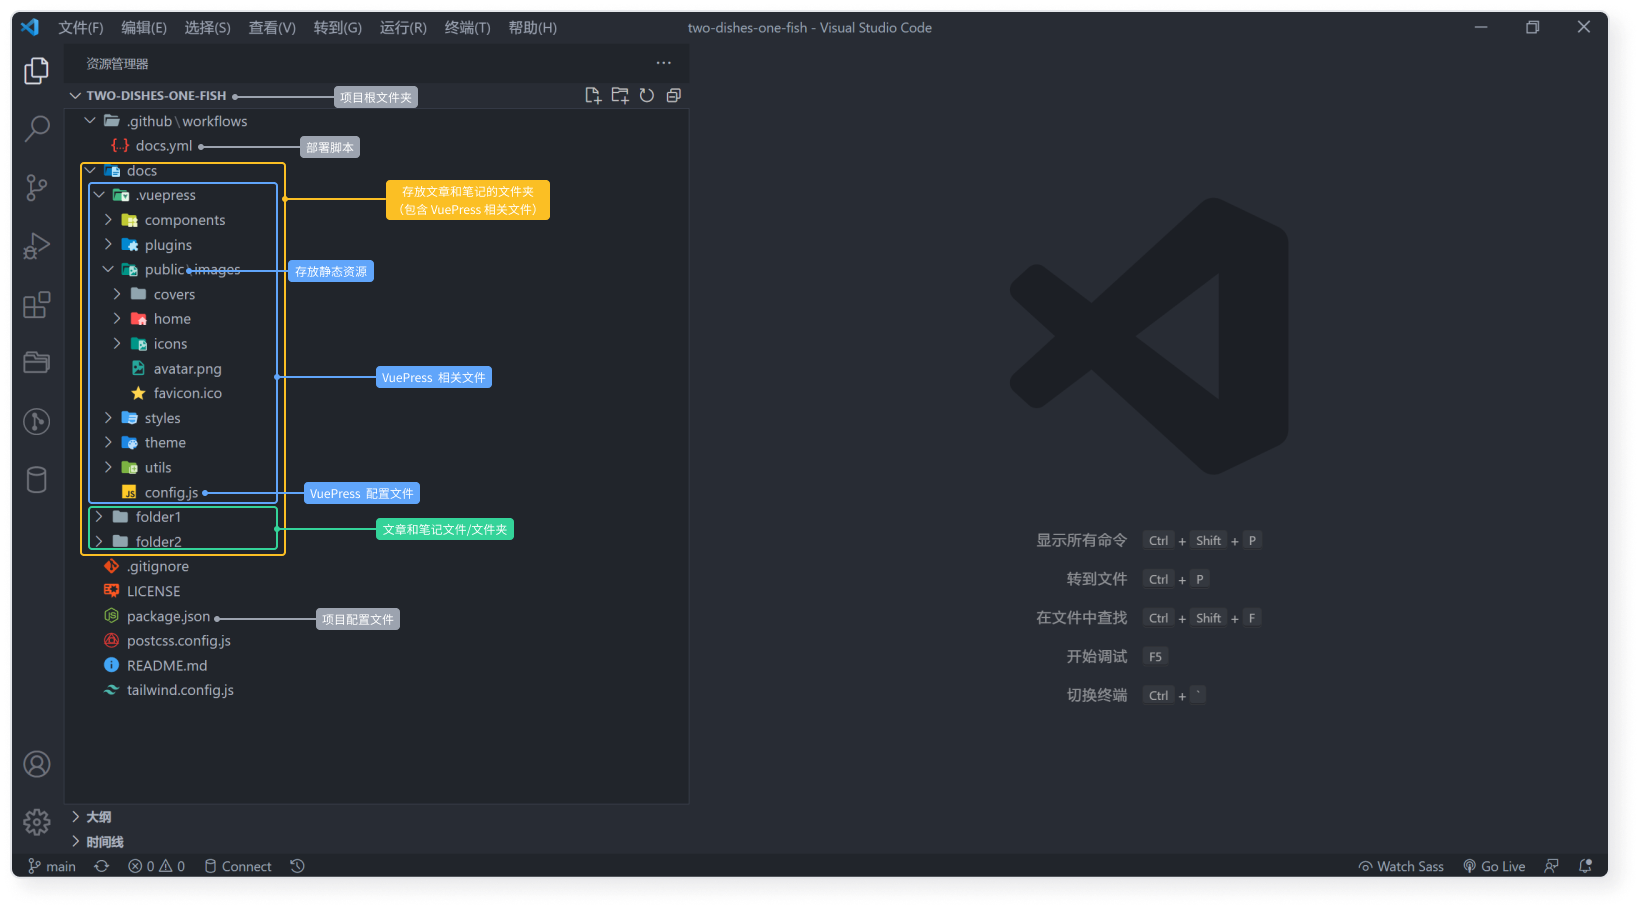 文件(F) 编辑(E) 选择(S) 查看(V) 转到(G) 运行(R) 终端(T) 帮助(H) two-dishes-one-fish - Visual Studio Code
资源管理器
TWO-DISHES-ONE-FISH 项目根文件夹
.github\workflows
docs.yml 部署脚本
docs
.vuepress
存放文章和笔记的文件夹
（包含 VuePress 相关文件）
components
plugins
public\images 存放静态资源
covers
home
icons
avatar.png
VuePress 相关文件
favicon.ico
styles
theme
utils
config.js VuePress 配置文件
folder1
文章和笔记文件/文件夹
folder2
.gitignore
LICENSE
package.json 项目配置文件
postcss.config.js
README.md
tailwind.config.js
显示所有命令 Ctrl + Shift + P
转到文件 Ctrl + P
在文件中查找 Ctrl + Shift + F
开始调试 F5
切换终端 Ctrl + `
大纲
时间线
main 0 0 Connect Watch Sass Go Live